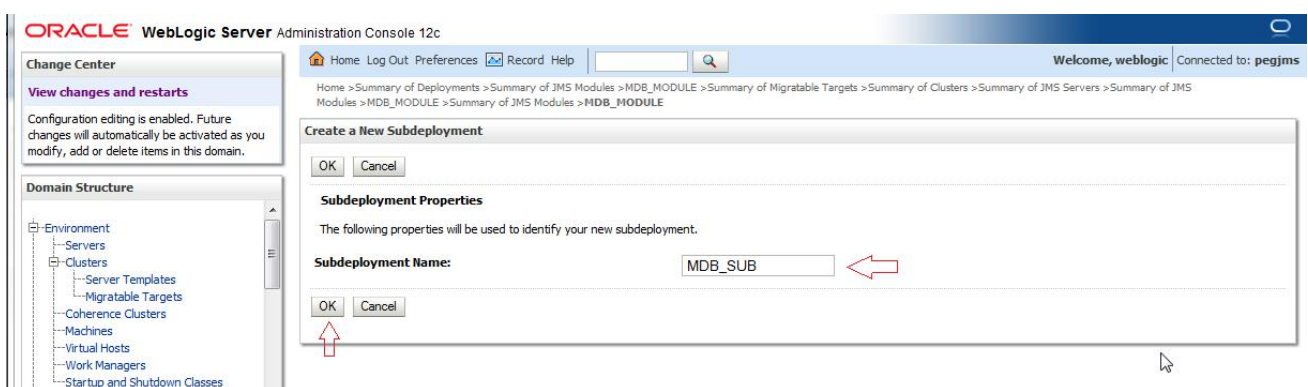 ORACLE WebLogic Server Administration Console 12c
Change Center
View changes and restarts
Configuration editing is enabled. Future
changes will automatically be activated as you
modify, add or delete items in this domain.
Domain Structure
Environment
Servers
Clusters
Server Templates
Migratable Targets
Coherence Clusters
Machines
Virtual Hosts
Work Managers
Startup and Shutdown Classes
Home Log Out Preferences Record Help
Welcome, weblogic Connected to: pegjms
Home >Summary of Deployments >Summary of JMS Modules >MDB_MODULE >Summary of Migratable Targets >Summary of Clusters >Summary of JMS Servers >Summary of JMS
Modules >MDB_MODULE >Summary of JMS Modules >MDB_MODULE
Create a New Subdeployment
OK Cancel
Subdeployment Properties
The following properties will be used to identify your new subdeployment.
Subdeployment Name: MDB_SUB
OK Cancel